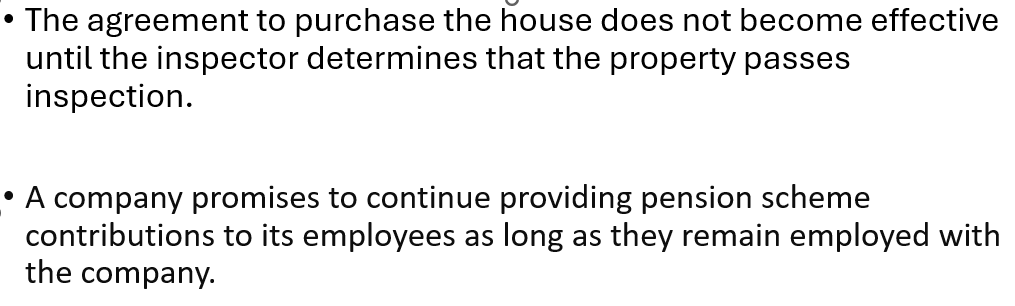 • The agreement to purchase the house does not become effective
until the inspector determines that the property passes
inspection.
• A company promises to continue providing pension scheme
contributions to its employees as long as they remain employed with
the company.